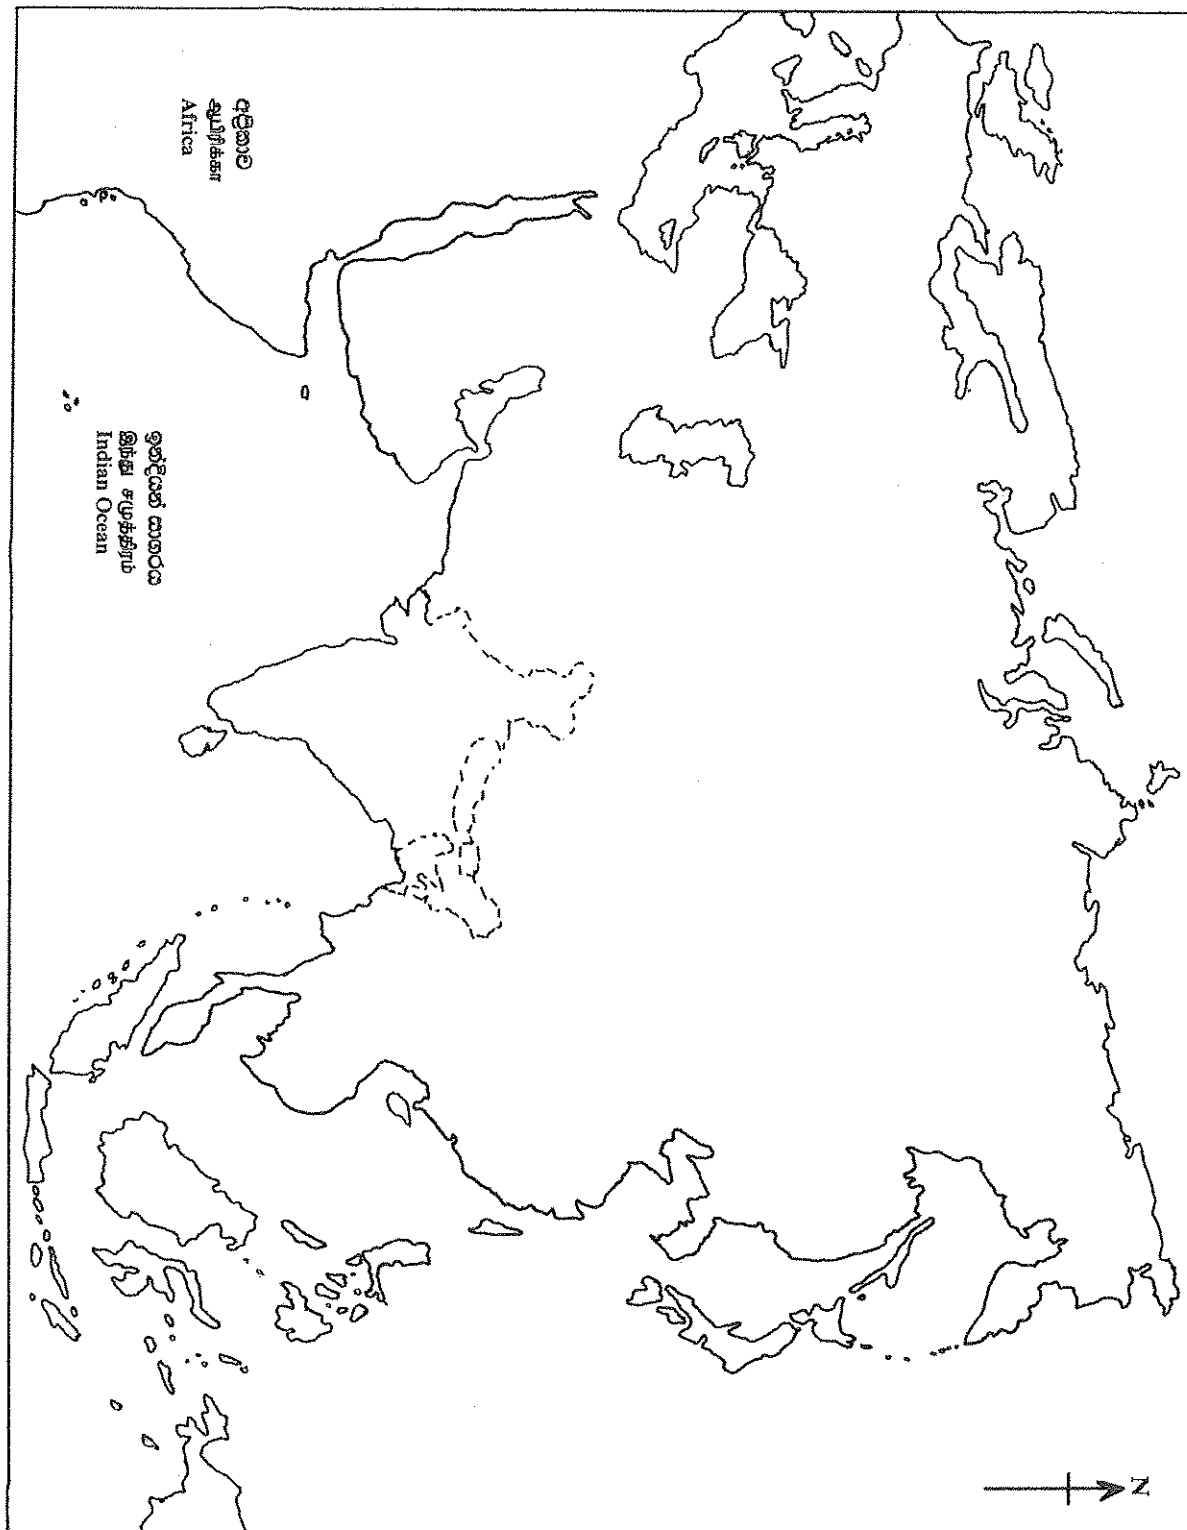 අප්‍රිකාව
ஆபிரிக்கா
Africa
ඉන්දියන් සාගරය
இந்து சமுத்திரம்
Indian Ocean
N